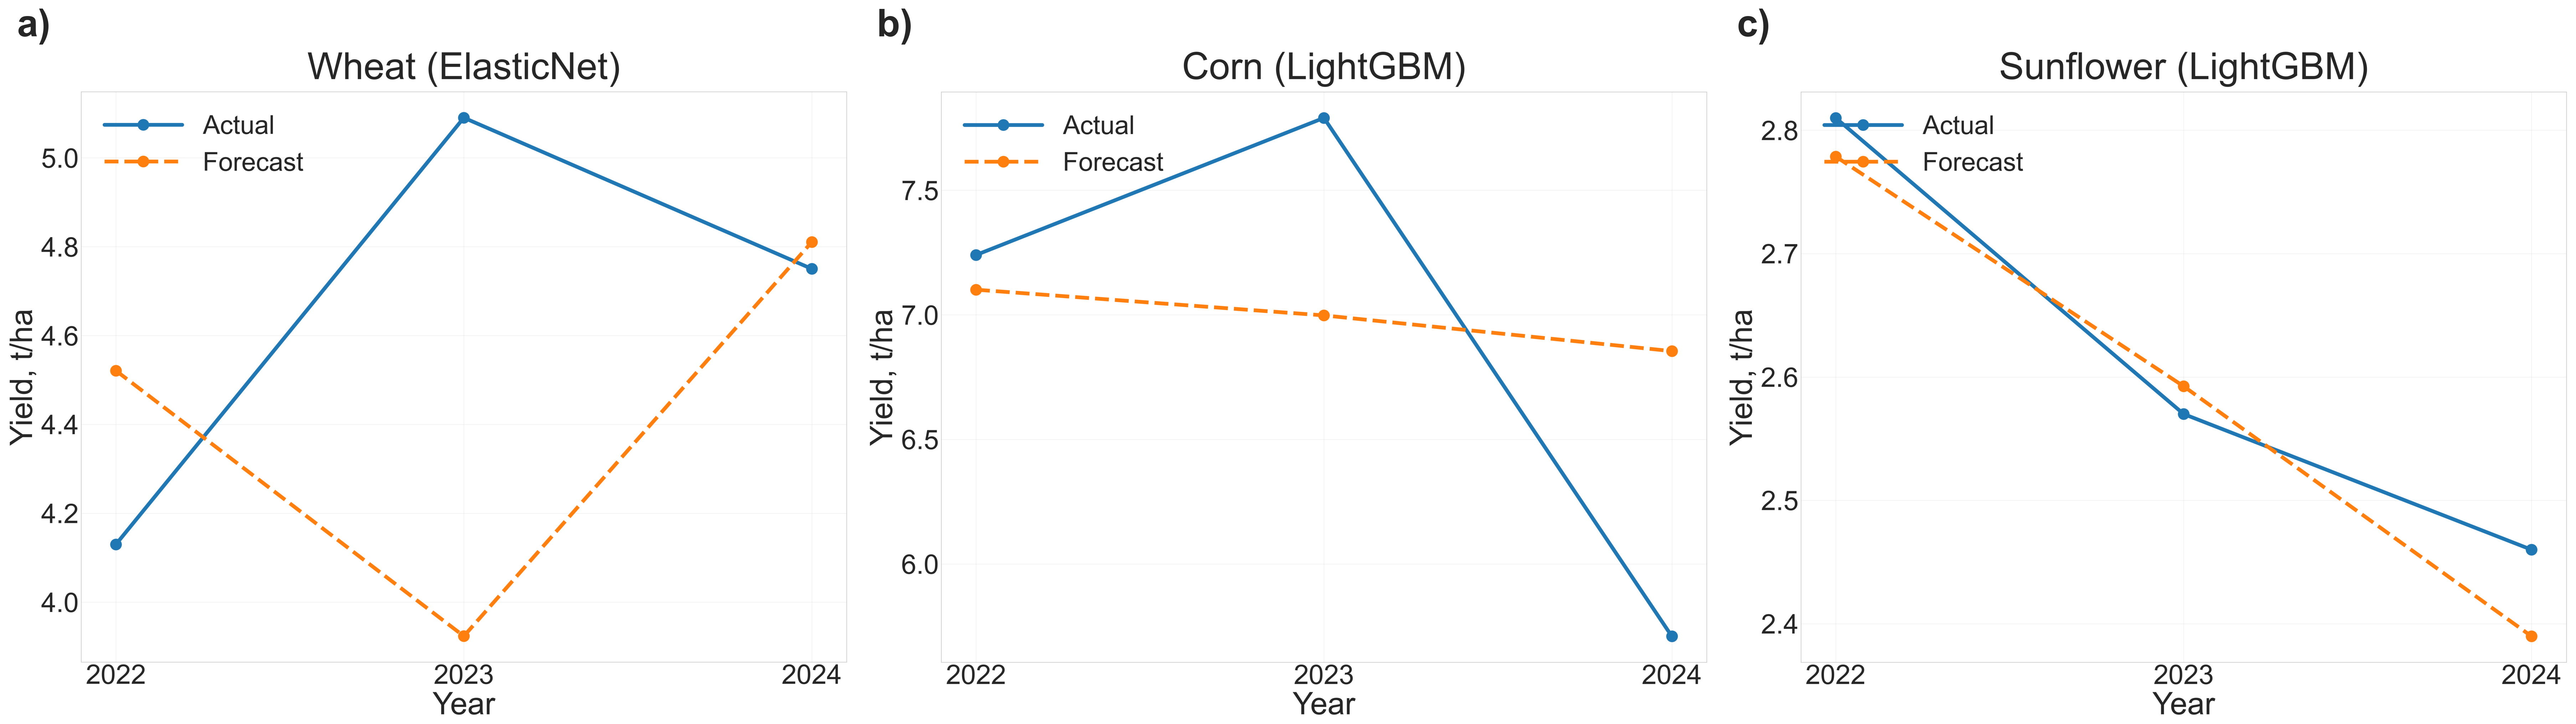 a)
Wheat (ElasticNet)
Actual
Forecast
5.0
4.8
4.6
4.4
4.2
4.0
Yield, t/ha
2022 2023 2024
Year
b)
Corn (LightGBM)
Actual
Forecast
7.5
7.0
6.5
6.0
Yield, t/ha
2022 2023 2024
Year
c)
Sunflower (LightGBM)
Actual
Forecast
2.8
2.7
2.6
2.5
2.4
Yield, t/ha
2022 2023 2024
Year